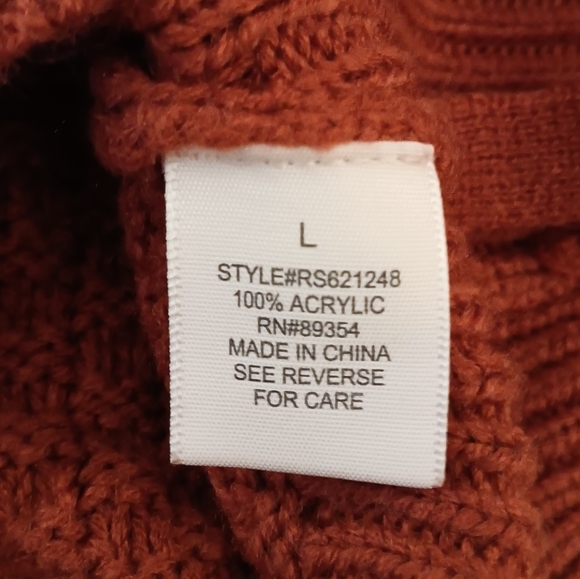 L
STYLE#RS621248
100% ACRYLIC
RN#89354
MADE IN CHINA
SEE REVERSE
FOR CARE